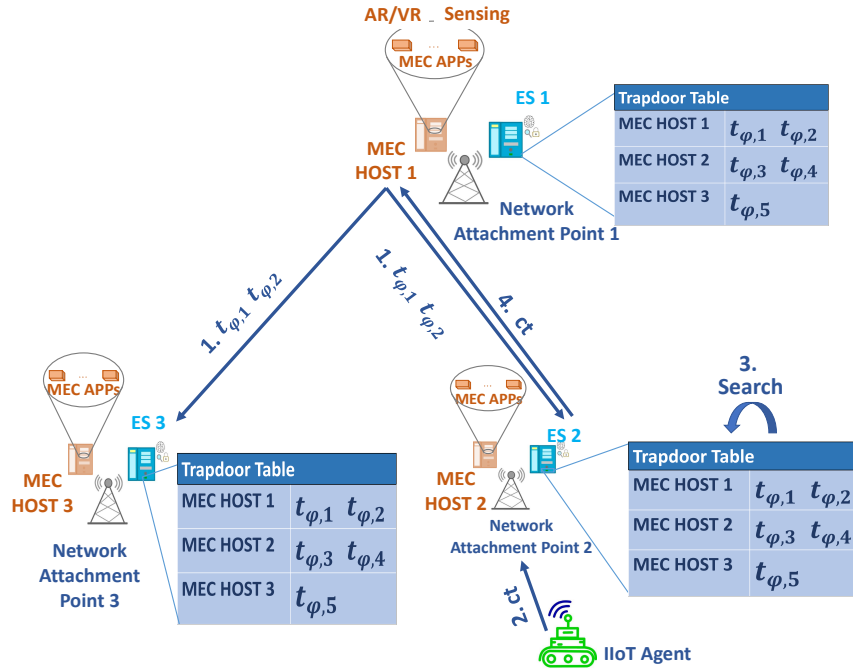 AR/VR - Sensing
...
MEC APPs
ES 1
MEC
HOST 1
Network
Attachment Point 1
Trapdoor Table
MEC HOST 1 t_{φ,1} t_{φ,2}
MEC HOST 2 t_{φ,3} t_{φ,4}
MEC HOST 3 t_{φ,5}
1. t_{φ,1} t_{φ,2}
1. t_{φ,1} t_{φ,2}
4. ct
...
MEC APPs
ES 3
MEC
HOST 3
Network
Attachment
Point 3
Trapdoor Table
MEC HOST 1 t_{φ,1} t_{φ,2}
MEC HOST 2 t_{φ,3} t_{φ,4}
MEC HOST 3 t_{φ,5}
...
MEC APPs
ES 2
MEC
HOST 2
Network
Attachment Point 2
3.
Search
Trapdoor Table
MEC HOST 1 t_{φ,1} t_{φ,2}
MEC HOST 2 t_{φ,3} t_{φ,4}
MEC HOST 3 t_{φ,5}
2. ct
IIoT Agent